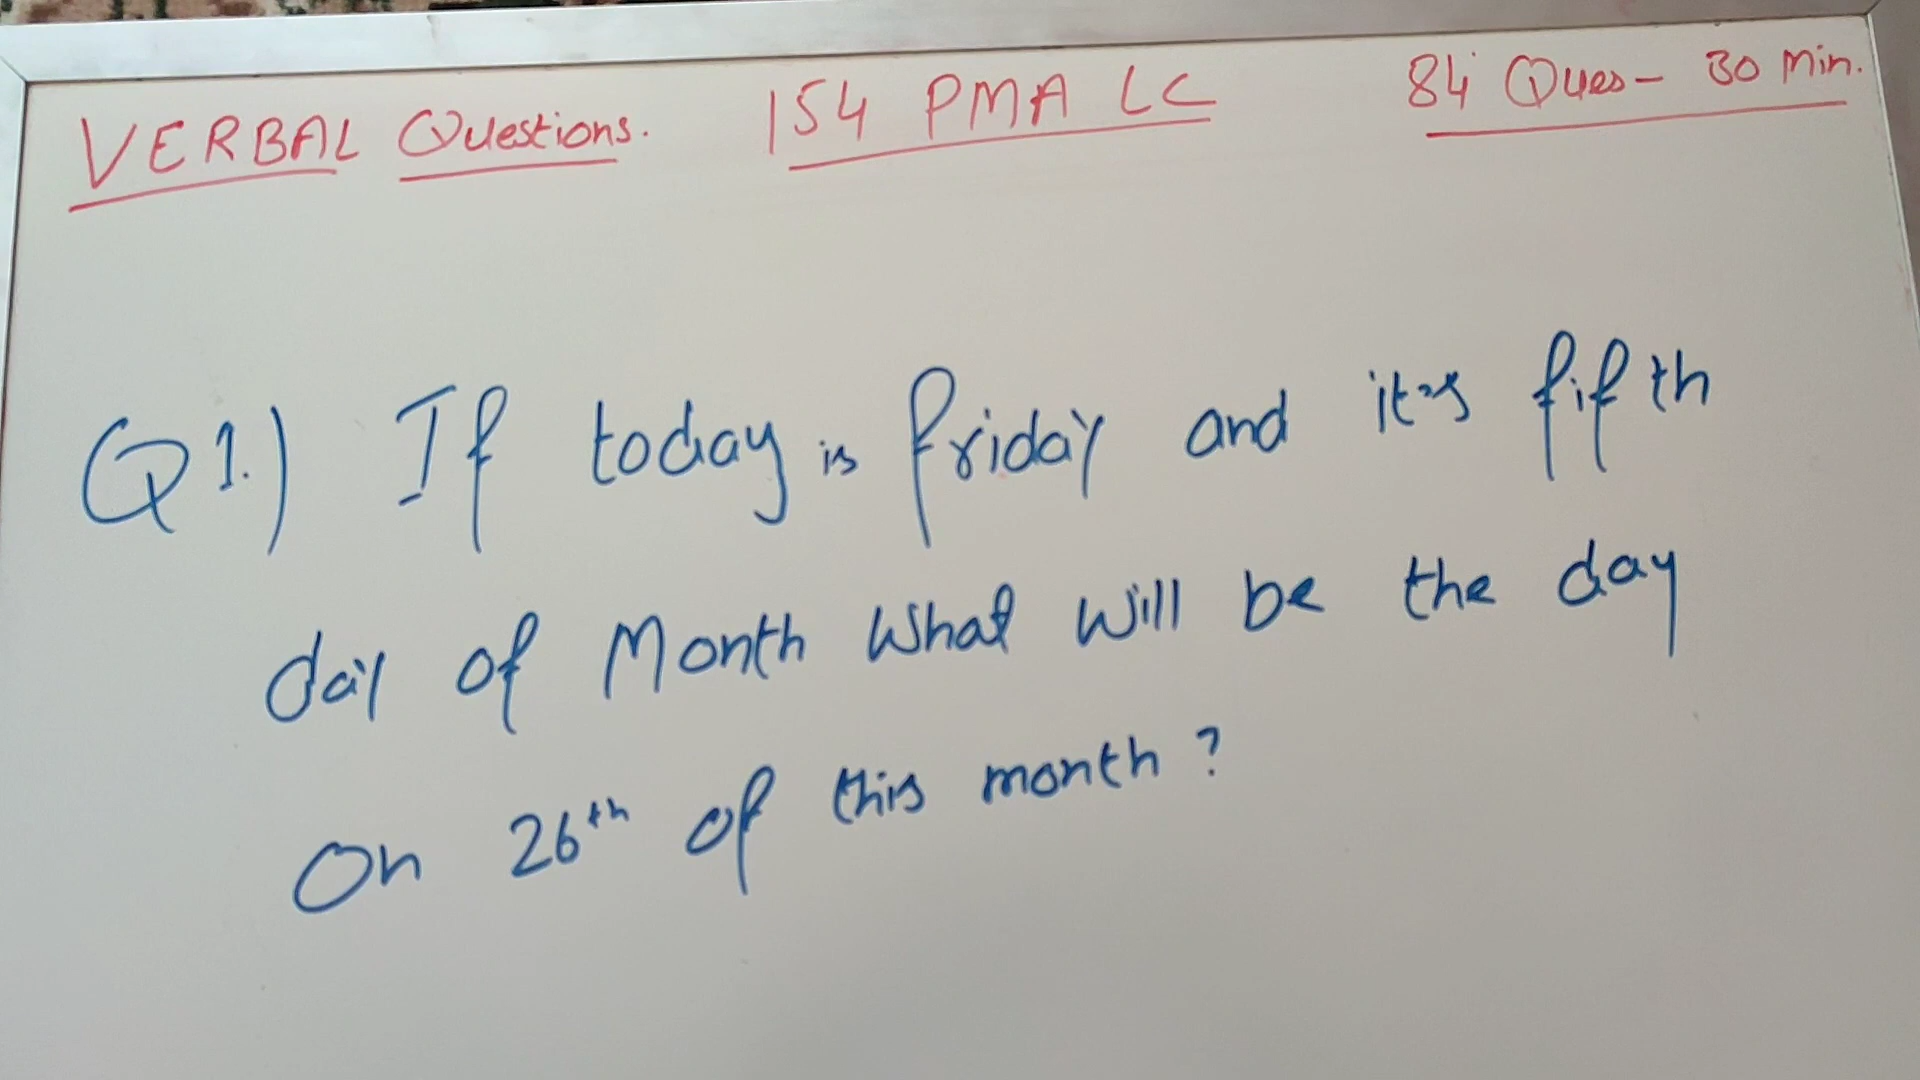 VERBAL Questions. 154 PMA LC 84 Ques- 30 Min.
Q1.) If today is friday and it's fifth
day of Month What Will be the day
On 26th of this month?